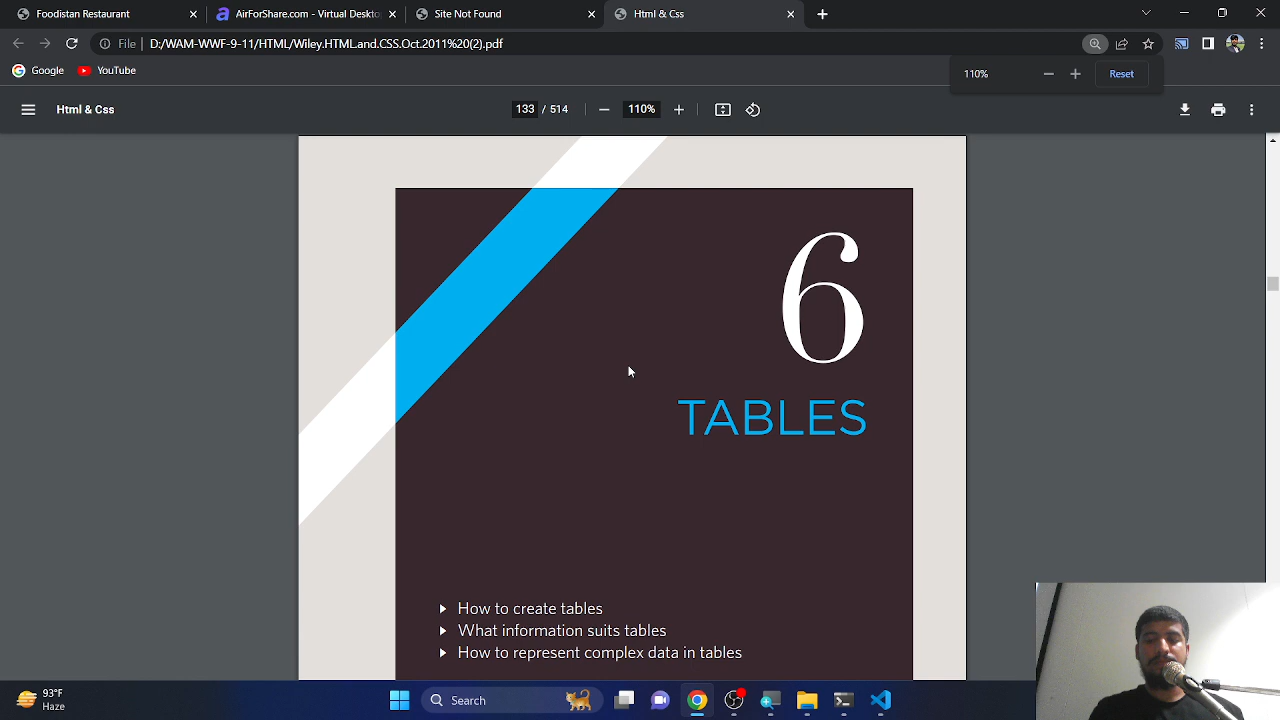 Foodistan Restaurant
AirForShare.com - Virtual Deskto
Site Not Found
Html & Css
File
D:/WAM-WWF-9-11/HTML/Wiley.HTML.and.CSS.Oct.2011%20(2).pdf
Google
YouTube
110%
Reset
Html & Css
133 / 514
110%
6
TABLES
How to create tables
What information suits tables
How to represent complex data in tables
93°F
Haze
Search